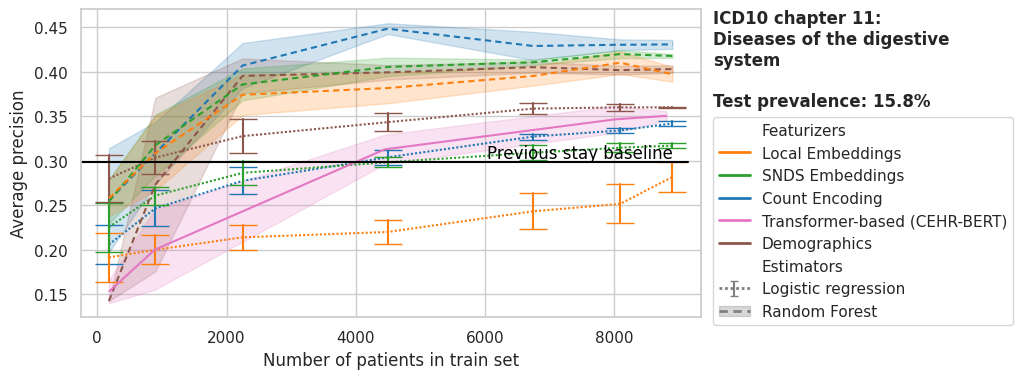 0.45
0.40
0.35
0.30
0.25
0.20
0.15
Average precision
Previous stay baseline
0
2000
4000
6000
8000
Number of patients in train set
ICD10 chapter 11:
Diseases of the digestive
system
Test prevalence: 15.8%
Featurizers
Local Embeddings
SNDS Embeddings
Count Encoding
Transformer-based (CEHR-BERT)
Demographics
Estimators
Logistic regression
Random Forest